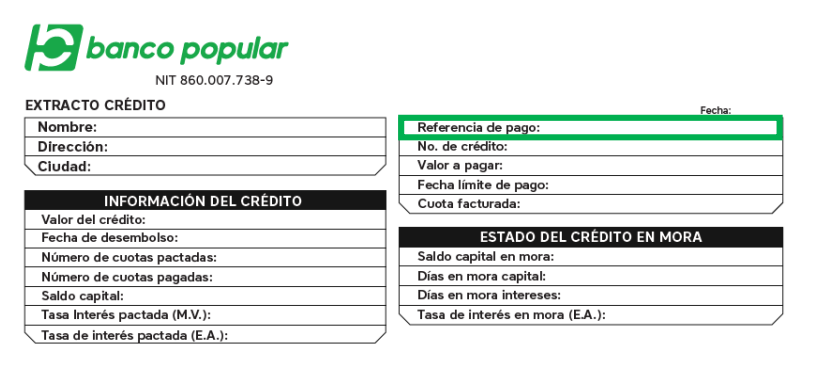 banco popular
NIT 860.007.738-9
EXTRACTO CRÉDITO
Nombre:
Dirección:
Ciudad:
INFORMACIÓN DEL CRÉDITO
Valor del crédito:
Fecha de desembolso:
Número de cuotas pactadas:
Número de cuotas pagadas:
Saldo capital:
Tasa Interés pactada (M.V.):
Tasa de interés pactada (E.A.):
Fecha:
Referencia de pago:
No. de crédito:
Valor a pagar:
Fecha límite de pago:
Cuota facturada:
ESTADO DEL CRÉDITO EN MORA
Saldo capital en mora:
Días en mora capital:
Días en mora intereses:
Tasa de interés en mora (E.A.):